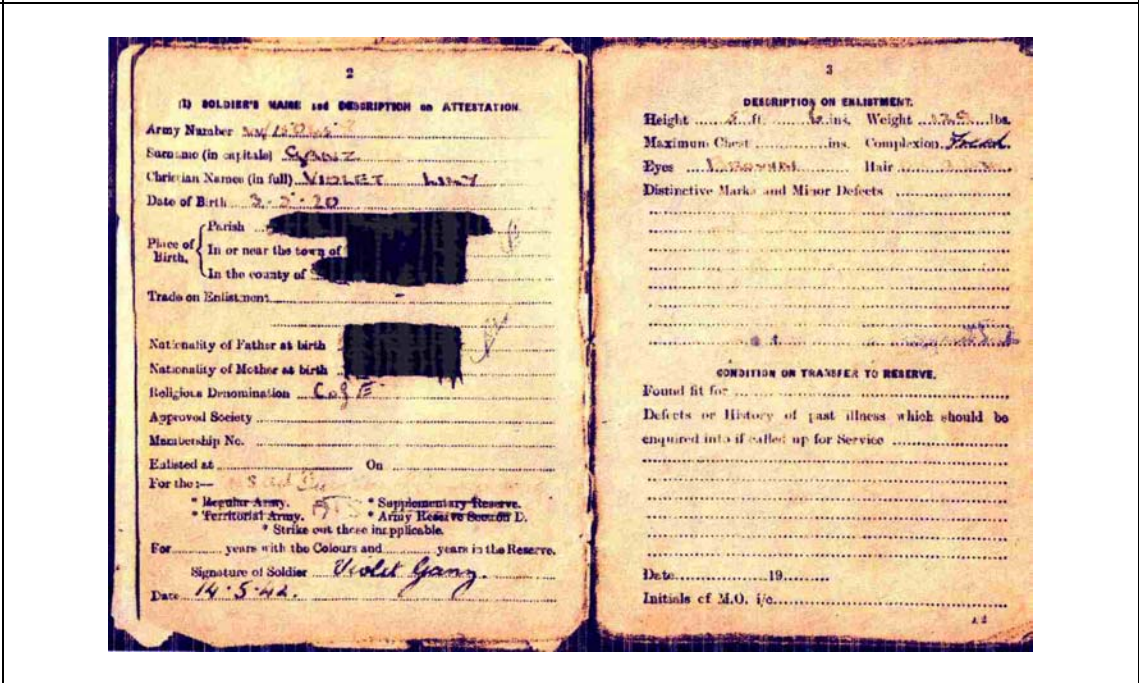 2
(1) SOLDIER'S NAME and DESCRIPTION on ATTESTATION.
Army Number
Surname (in capitals) GANZ
Christian Names (in full) VIOLET LILY
Date of Birth 3-5-20
Place of Birth.
Parish
In or near the town of
In the county of
Trade on Enlistment
Nationality of Father at birth
Nationality of Mother at birth
Religious Denomination C of E
Approved Society
Membership No.
Enlisted at On
For the :—
* Regular Army. ATS * Supplementary Reserve.
* Territorial Army. * Army Reserve Section D.
* Strike out those inapplicable.
For years with the Colours and years in the Reserve.
Signature of Soldier Violet Ganz.
Date 14.5.42.
3
DESCRIPTION ON ENLISTMENT.
Height 5 ft. 6 ins. Weight lbs.
Maximum Chest ins. Complexion Fresh.
Eyes BROWN Hair
Distinctive Marks and Minor Defects
CONDITION ON TRANSFER TO RESERVE.
Found fit for
Defects or History of past illness which should be
enquired into if called up for Service
Date 19
Initials of M.O. i/c